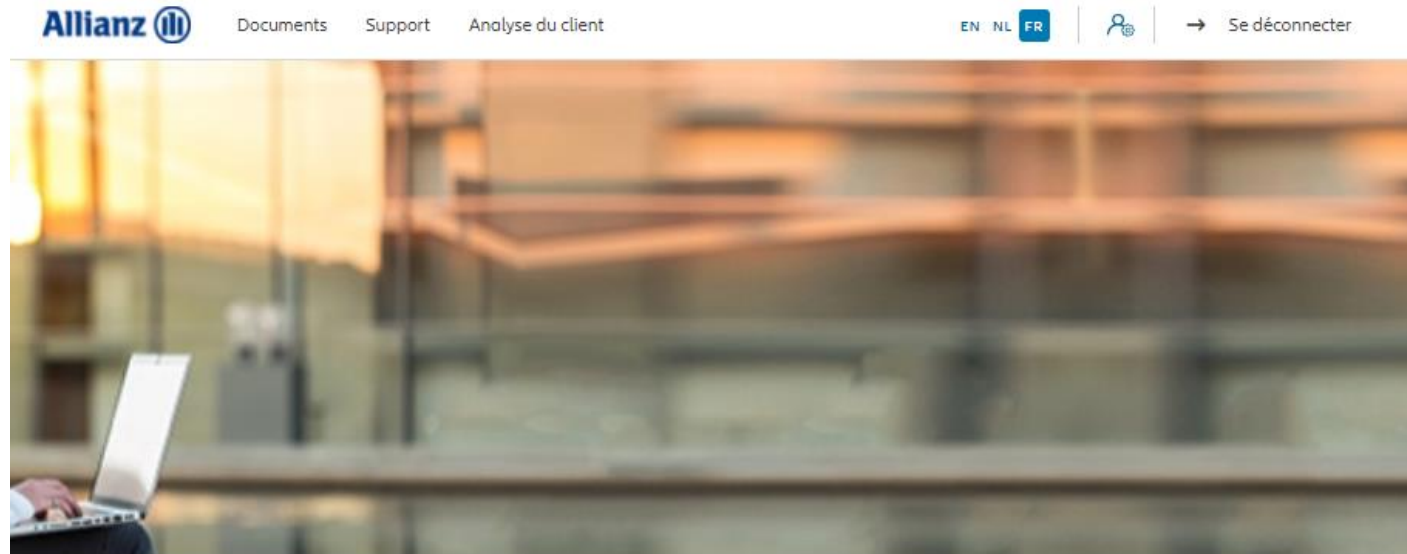 Allianz Documents Support Analyse du client EN NL FR → Se déconnecter